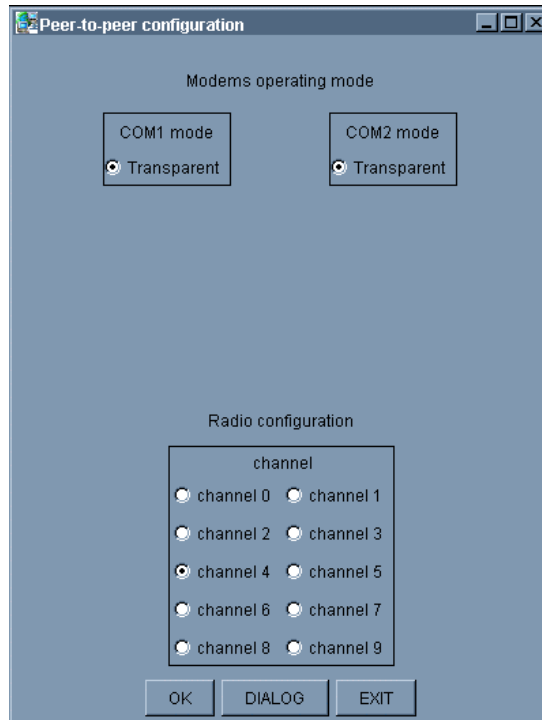 Peer-to-peer configuration
Modems operating mode
COM1 mode COM2 mode
Transparent Transparent
Radio configuration
channel
channel 0 channel 1
channel 2 channel 3
channel 4 channel 5
channel 6 channel 7
channel 8 channel 9
OK DIALOG EXIT